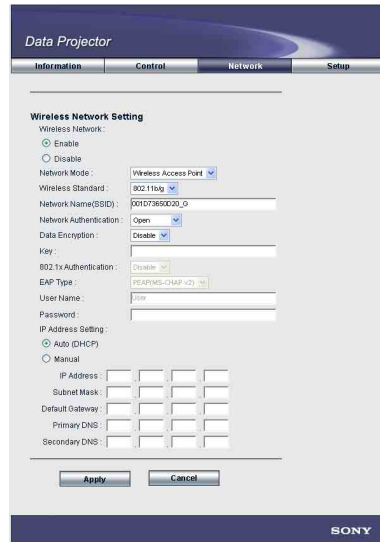 Data Projector
Information Control Network Setup
Wireless Network Setting
Wireless Network :
Enable
Disable
Network Mode : Wireless Access Point
Wireless Standard : 802.11b/g
Network Name(SSID) : 001D73650D20_G
Network Authentication : Open
Data Encryption : Disable
Key :
802.1x Authentication : Disable
EAP Type : PEAP(MS-CHAP v2)
User Name : User
Password :
IP Address Setting :
Auto (DHCP)
Manual
IP Address : . . .
Subnet Mask : . . .
Default Gateway : . . .
Primary DNS : . . .
Secondary DNS : . . .
Apply Cancel
SONY